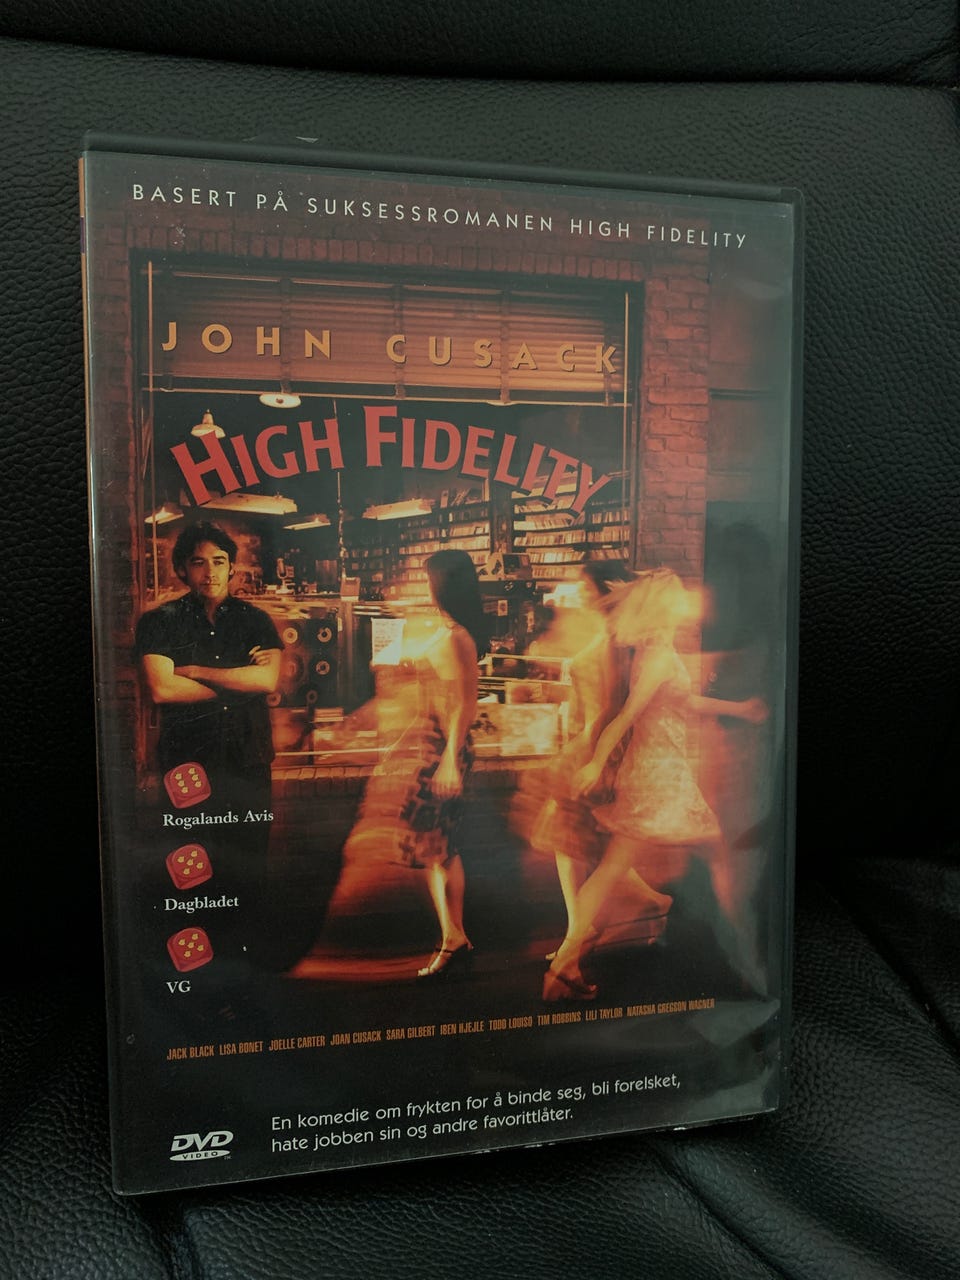 BASERT PÅ SUKSESSROMANEN HIGH FIDELITY
JOHN CUSACK
HIGH FIDELITY
Rogalands Avis
Dagbladet
VG
JACK BLACK LISA BONET JOELLE CARTER JOAN CUSACK SARA GILBERT IBEN HJEJLE TODD LOUISO TIM ROBBINS LILI TAYLOR NATASHA GREGSON WAGNER
En komedie om frykten for å binde seg, bli forelsket,
hate jobben sin og andre favorittlåter.
DVD
VIDEO